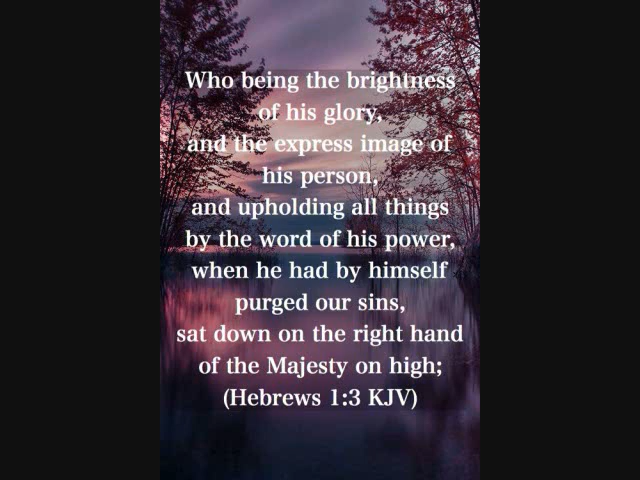 Who being the brightness
of his glory,
and the express image of
his person,
and upholding all things
by the word of his power,
when he had by himself
purged our sins,
sat down on the right hand
of the Majesty on high;
(Hebrews 1:3 KJV)